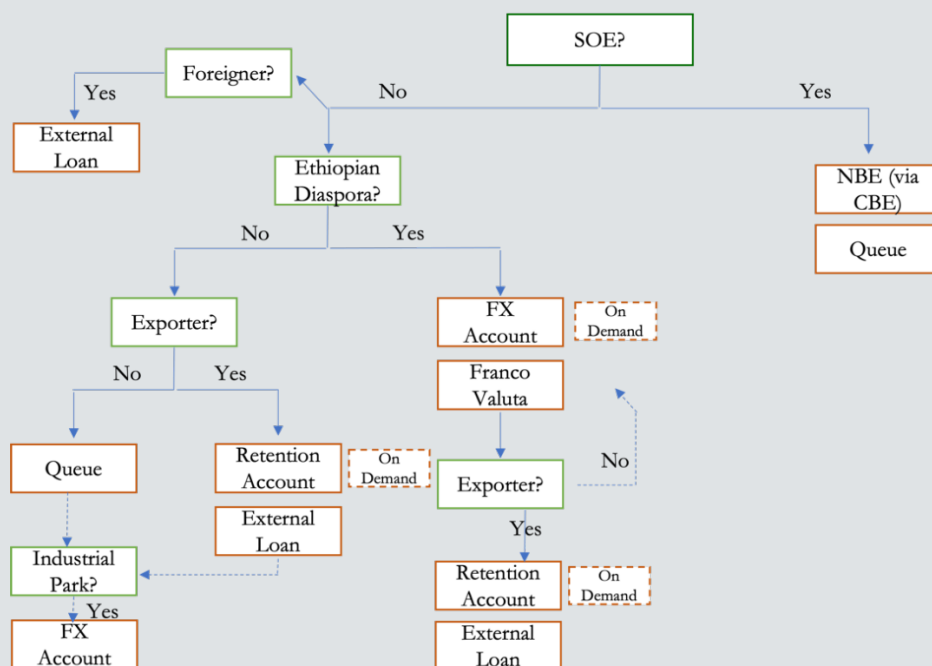 SOE?
Foreigner?
Yes
No
Yes
External
Loan
Ethiopian
Diaspora?
NBE (via
CBE)
Queue
No
Yes
Exporter?
FX
Account
On
Demand
Franco
Valuta
No
Yes
Queue
Retention
Account
On
Demand
Exporter?
No
External
Loan
Yes
Industrial
Park?
Retention
Account
On
Demand
Yes
FX
Account
External
Loan